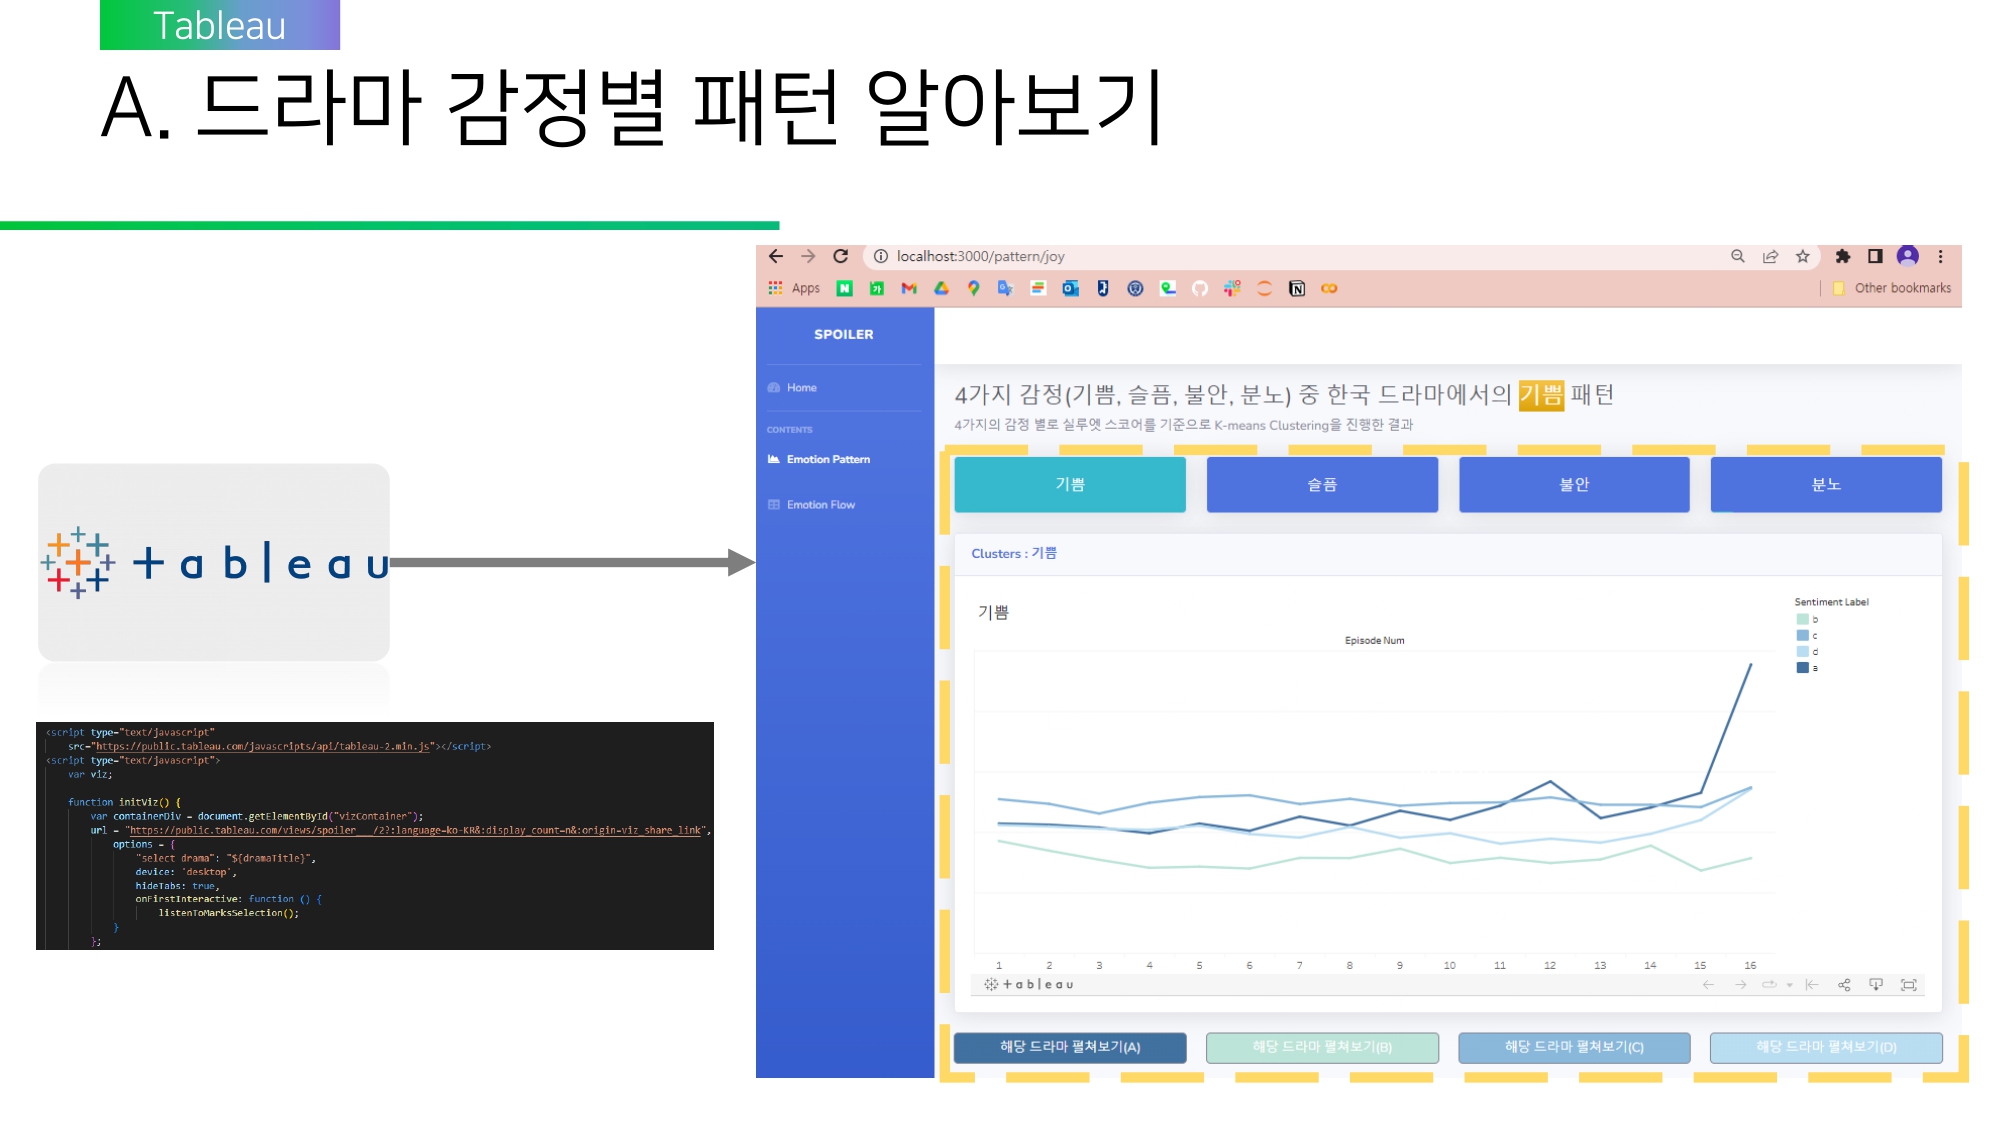 Tableau
A. 드라마 감정별 패턴 알아보기
+ableau
<script type="text/javascript"
src="https://public.tableau.com/javascripts/api/tableau-2.min.js"></script>
<script type="text/javascript">
var viz;
function initViz() {
var containerDiv = document.getElementById("vizContainer");
url = "https://public.tableau.com/views/spoiler___/2?:language=ko-KR&:display_count=n&:origin=viz_share_link",
options = {
"select drama": "${dramaTitle}",
device: 'desktop',
hideTabs: true,
onFirstInteractive: function () {
listenToMarksSelection();
}
};
localhost:3000/pattern/joy
Apps
Other bookmarks
SPOILER
Home
CONTENTS
Emotion Pattern
Emotion Flow
4가지 감정(기쁨, 슬픔, 불안, 분노) 중 한국 드라마에서의 기쁨 패턴
4가지의 감정 별로 실루엣 스코어를 기준으로 K-means Clustering을 진행한 결과
기쁨 슬픔 불안 분노
Clusters : 기쁨
기쁨
Sentiment Label
b
c
d
a
Episode Num
1 2 3 4 5 6 7 8 9 10 11 12 13 14 15 16
+ableau
해당 드라마 펼쳐보기(A) 해당 드라마 펼쳐보기(B) 해당 드라마 펼쳐보기(C) 해당 드라마 펼쳐보기(D)